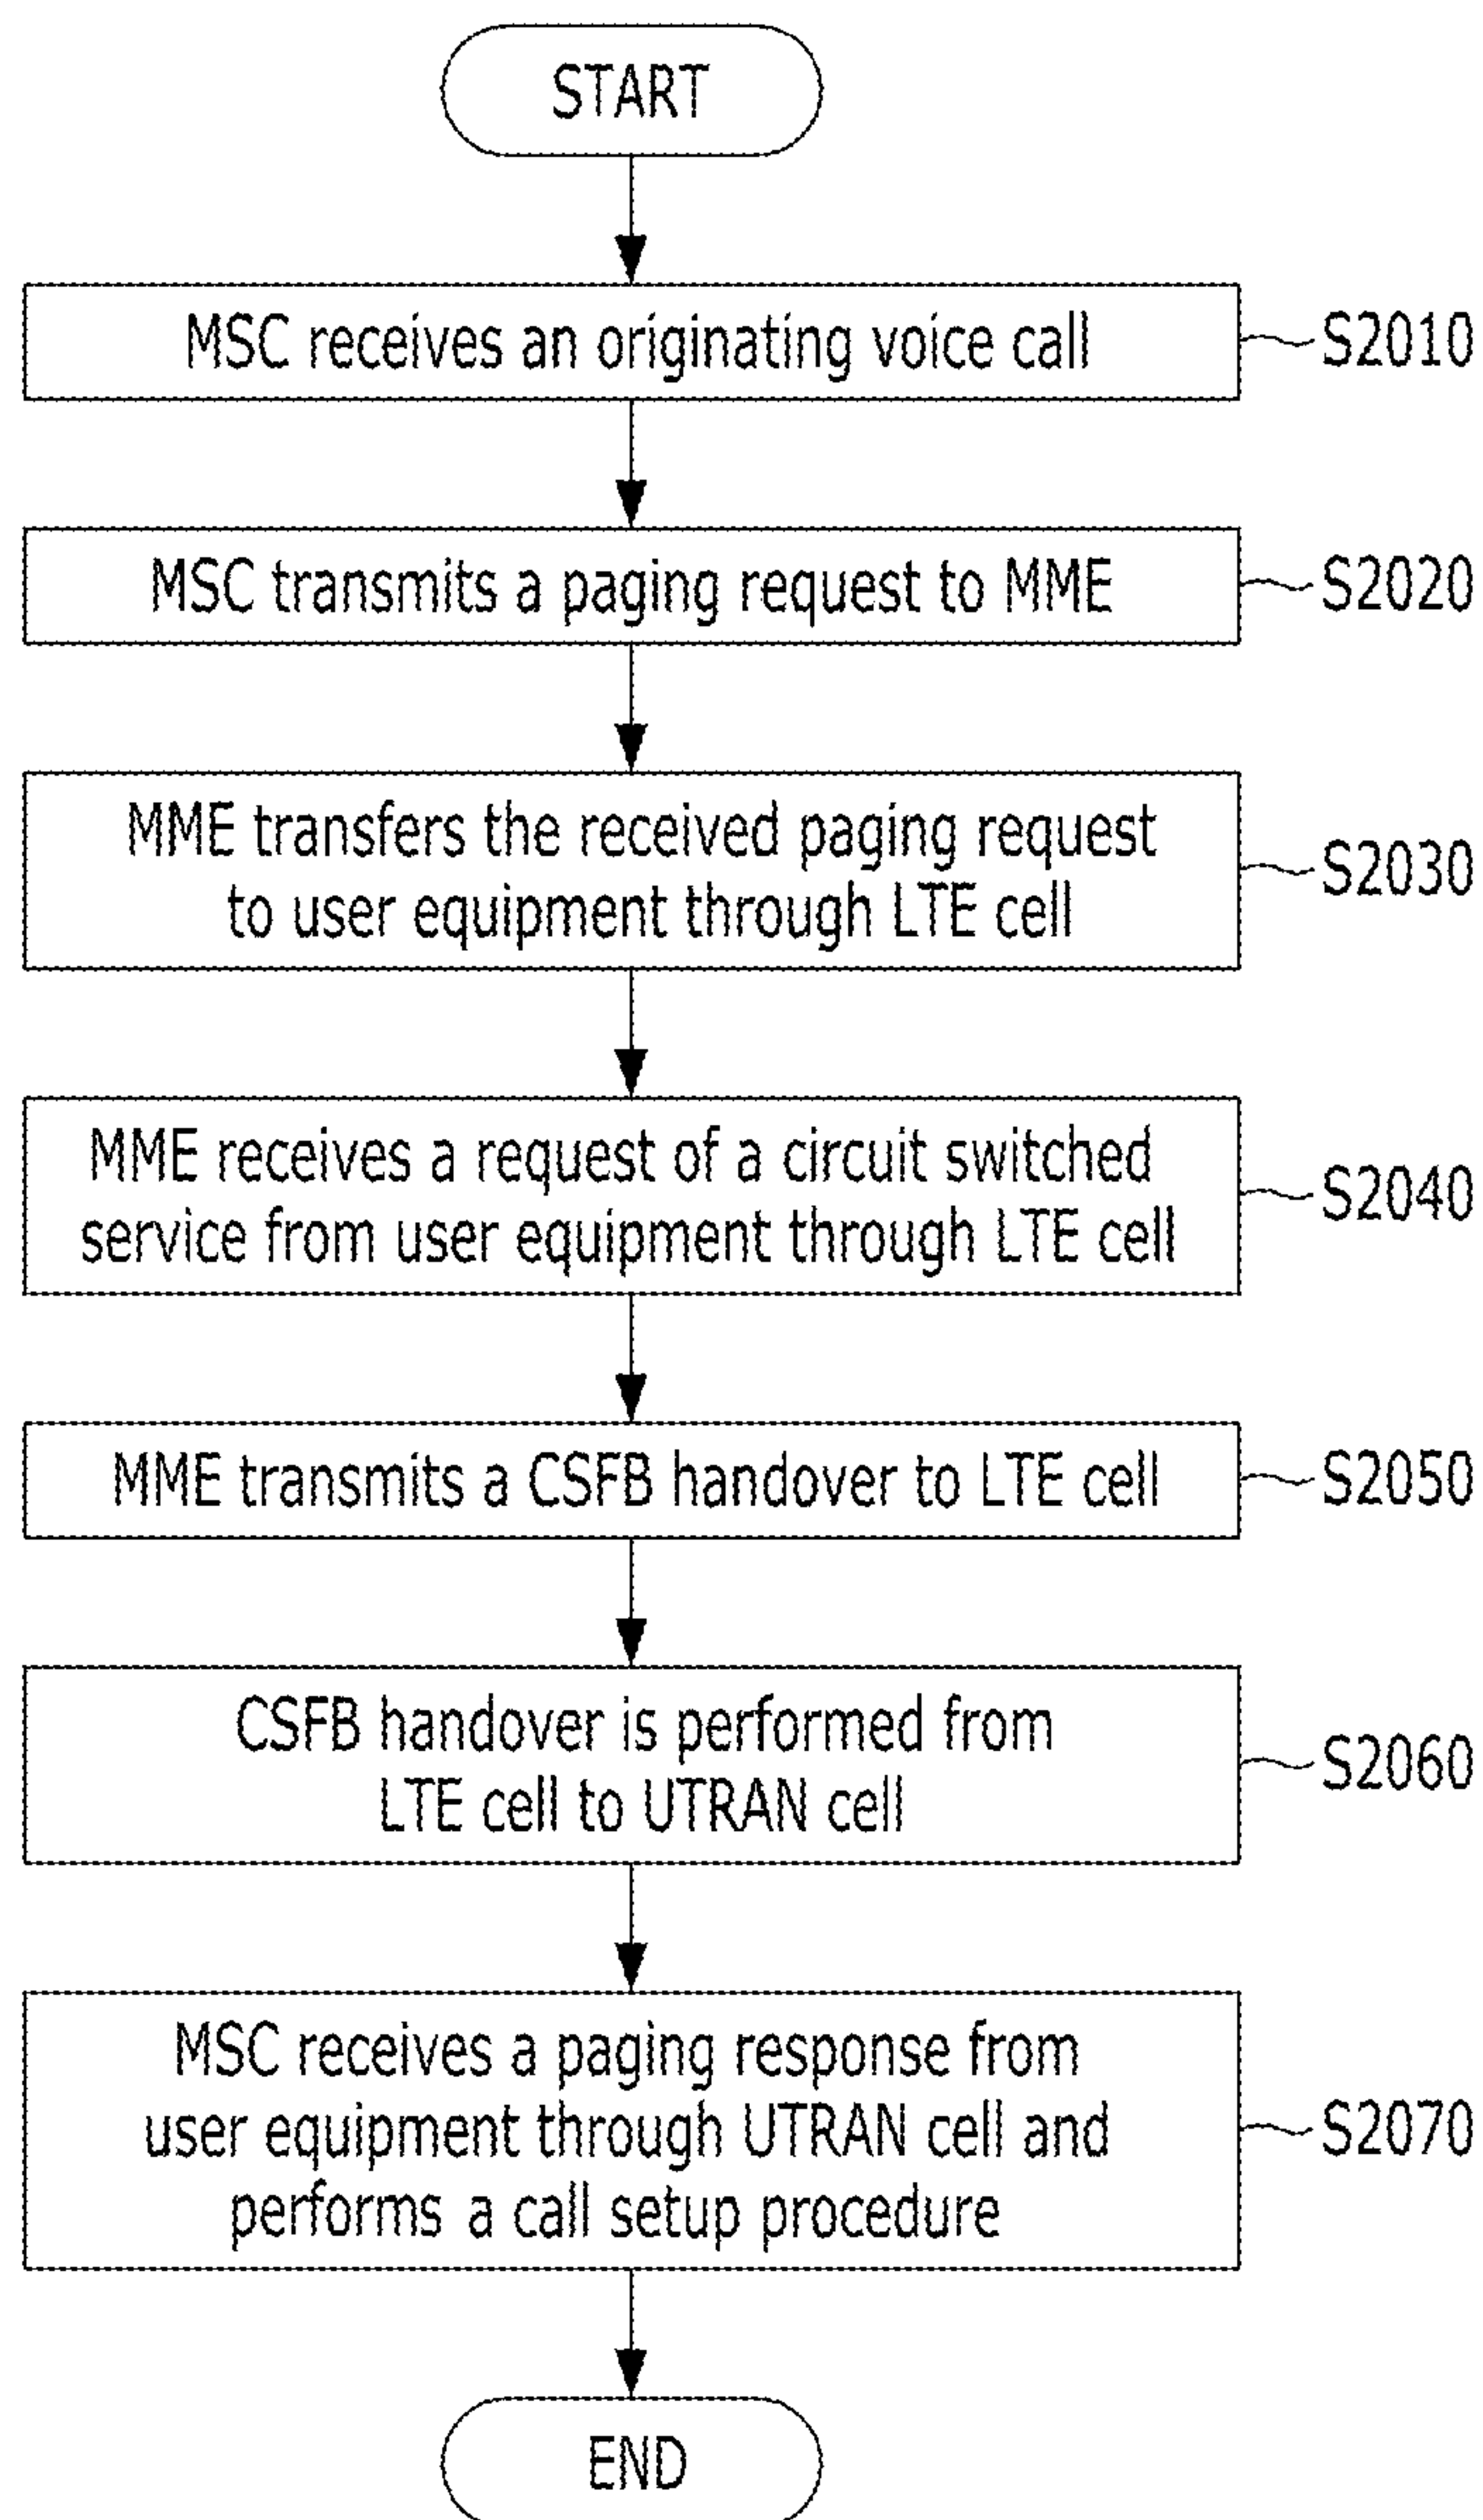 START
MSC receives an originating voice call
S2010
MSC transmits a paging request to MME
S2020
MME transfers the received paging request
to user equipment through LTE cell
S2030
MME receives a request of a circuit switched
service from user equipment through LTE cell
S2040
MME transmits a CSFB handover to LTE cell
S2050
CSFB handover is performed from
LTE cell to UTRAN cell
S2060
MSC receives a paging response from
user equipment through UTRAN cell and
performs a call setup procedure
S2070
END